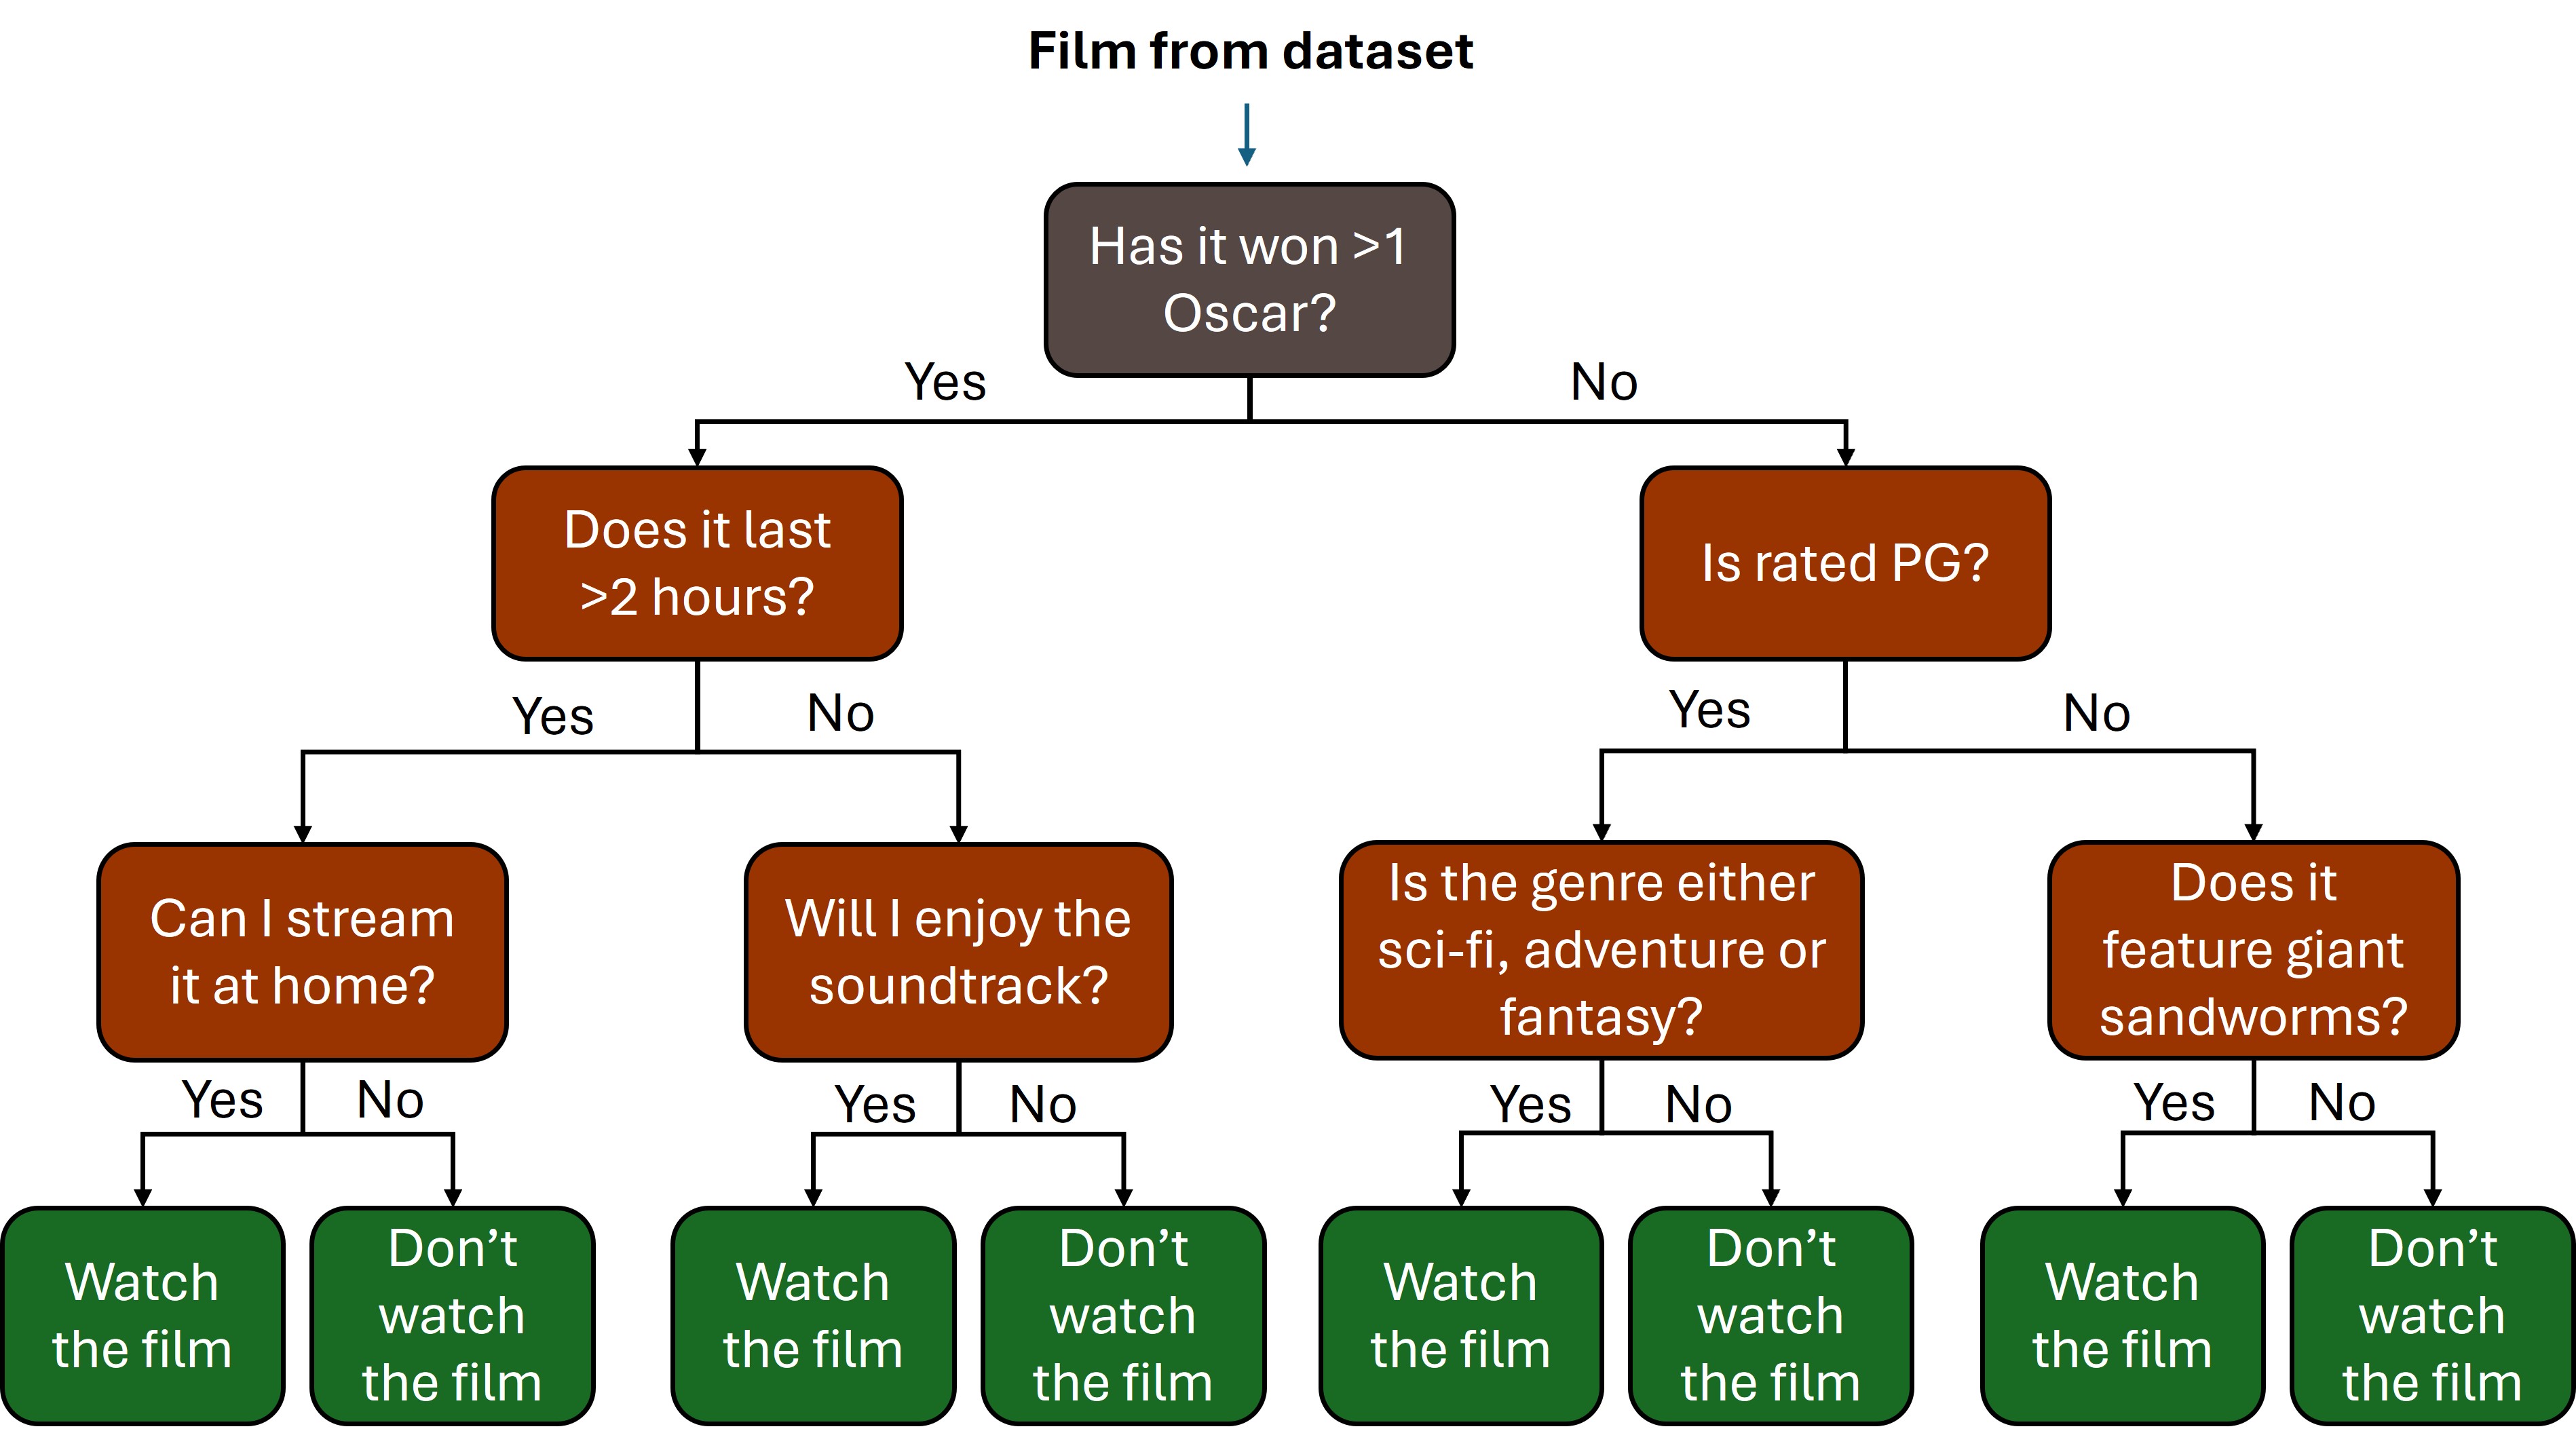 Film from dataset
Has it won >1
Oscar?
Yes
No
Does it last
>2 hours?
Is rated PG?
Yes
No
Yes
No
Can I stream
it at home?
Will I enjoy the
soundtrack?
Is the genre either
sci-fi, adventure or
fantasy?
Does it
feature giant
sandworms?
Yes
No
Yes
No
Yes
No
Yes
No
Watch
the film
Don’t
watch
the film
Watch
the film
Don’t
watch
the film
Watch
the film
Don’t
watch
the film
Watch
the film
Don’t
watch
the film